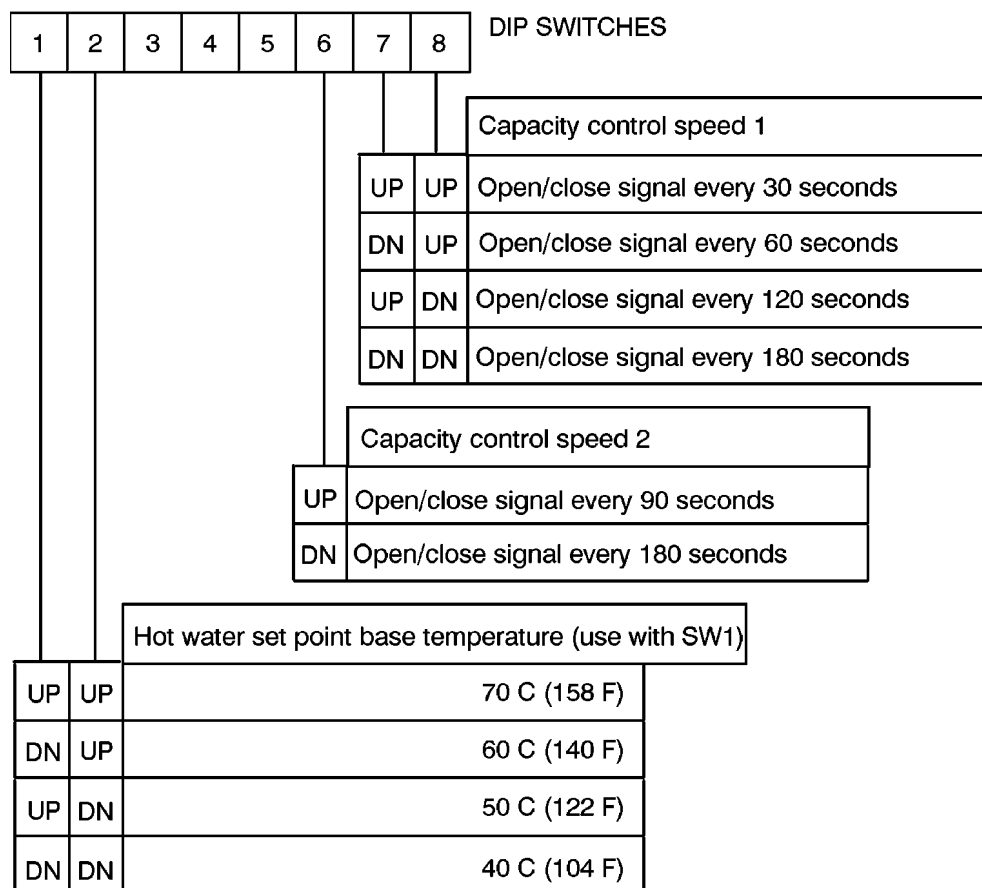 1 2 3 4 5 6 7 8 DIP SWITCHES
Capacity control speed 1
UP UP Open/close signal every 30 seconds
DN UP Open/close signal every 60 seconds
UP DN Open/close signal every 120 seconds
DN DN Open/close signal every 180 seconds
Capacity control speed 2
UP Open/close signal every 90 seconds
DN Open/close signal every 180 seconds
Hot water set point base temperature (use with SW1)
UP UP 70 C (158 F)
DN UP 60 C (140 F)
UP DN 50 C (122 F)
DN DN 40 C (104 F)